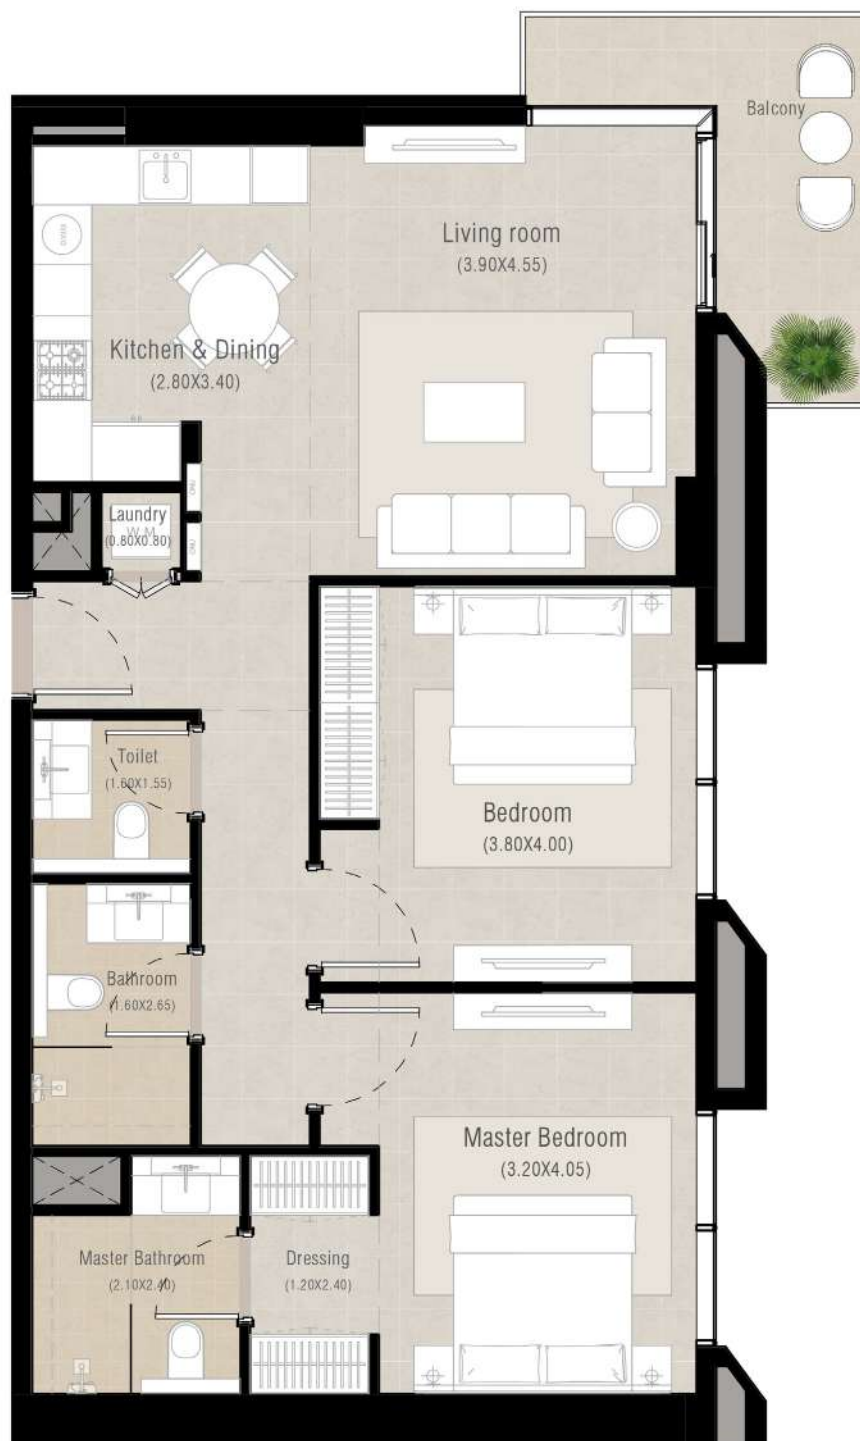 Balcony
Living room
(3.90X4.55)
Kitchen & Dining
(2.80X3.40)
Laundry
W.M
(0.80X0.80)
Toilet
(1.60X1.55)
Bedroom
(3.80X4.00)
Bathroom
(1.60X2.65)
Master Bedroom
(3.20X4.05)
Master Bathroom
(2.10X2.40)
Dressing
(1.20X2.40)